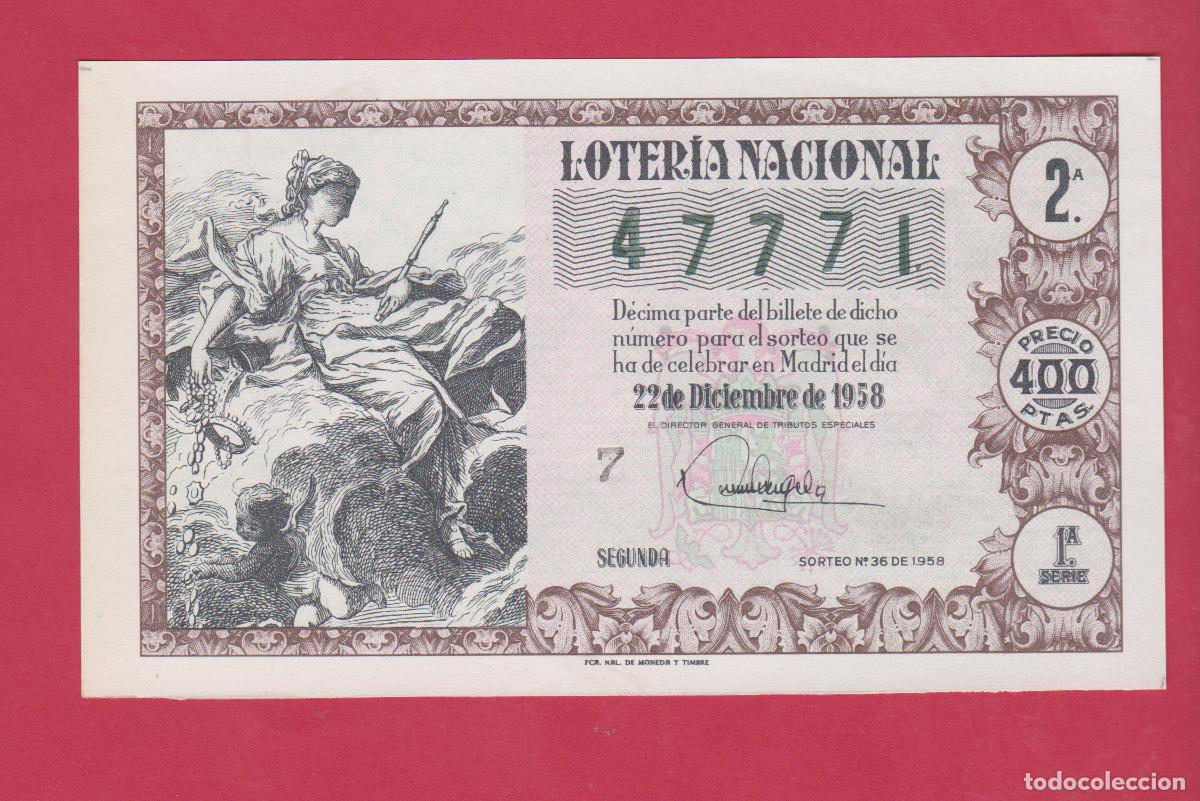 LOTERÍA NACIONAL
2.ª
47771
Décima parte del billete de dicho
número para el sorteo que se
ha de celebrar en Madrid el día
22 de Diciembre de 1958
PRECIO
400
PTAS.
EL DIRECTOR GENERAL DE TRIBUTOS ESPECIALES
7
SEGUNDA
SORTEO Nº 36 DE 1958
1.ª
SERIE
FCA. NAL. DE MONEDA Y TIMBRE
todocoleccion